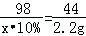 98/(x•10%) = 44/(2.2g)